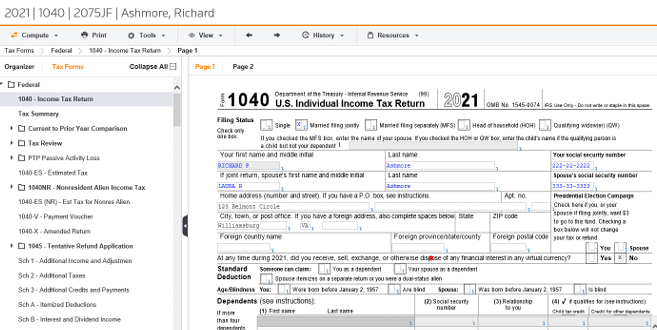 2021 | 1040 | 2075JF | Ashmore, Richard
Compute Print Tools View History Resources
Tax Forms Federal 1040 - Income Tax Return Page 1
Organizer Tax Forms Collapse All
Page 1 Page 2
Federal
1040 - Income Tax Return
Tax Summary
Current to Prior Year Comparison
Tax Review
PTP Passive Activity Loss
1040-ES - Estimated Tax
1040NR - Nonresident Alien Income Tax
1040-ES (NR) - Est Tax for Nonres Alien
1040-V - Payment Voucher
1040-X - Amended Return
1045 - Tentative Refund Application
Sch 1 - Additional Income and Adjustmen
Sch 2 - Additional Taxes
Sch 3 - Additional Credits and Payments
Sch A - Itemized Deductions
Sch B - Interest and Dividend Income
Form 1040 Department of the Treasury - Internal Revenue Service (99)
U.S. Individual Income Tax Return 2021 OMB No. 1545-0074 IRS Use Only - Do not write or staple in this space.
Filing Status Single X Married filing jointly Married filing separately (MFS) Head of household (HOH) Qualifying widow(er) (QW)
Check only
one box.
If you checked the MFS box, enter the name of your spouse. If you checked the HOH or QW box, enter the child's name if the qualifying person is
a child but not your dependent
Your first name and middle initial Last name Your social security number
RICHARD P Ashmore 222-22-2222
If joint return, spouse's first name and middle initial Last name Spouse's social security number
LAURA R Ashmore 333-33-3333
Home address (number and street). If you have a P.O. box, see instructions. Apt. no. Presidential Election Campaign
128 Belmont Circle Check here if you, or your
City, town, or post office. If you have a foreign address, also complete spaces below. State ZIP code spouse if filing jointly, want $3
Williamsburg VA to go to this fund. Checking a
box below will not change
Foreign country name Foreign province/state/county Foreign postal code your tax or refund.
You Spouse
At any time during 2021, did you receive, sell, exchange, or otherwise dispose of any financial interest in any virtual currency? Yes X No
Standard
Deduction
Someone can claim: You as a dependent Your spouse as a dependent
Spouse itemizes on a separate return or you were a dual-status alien
Age/Blindness You: Were born before January 2, 1957 Are blind Spouse: Was born before January 2, 1957 Is blind
Dependents (see instructions): (2) Social security number (3) Relationship to you (4) ✓ if qualifies for (see instructions):
If more
than four
dependents,
(1) First name Last name Child tax credit Credit for other dependents